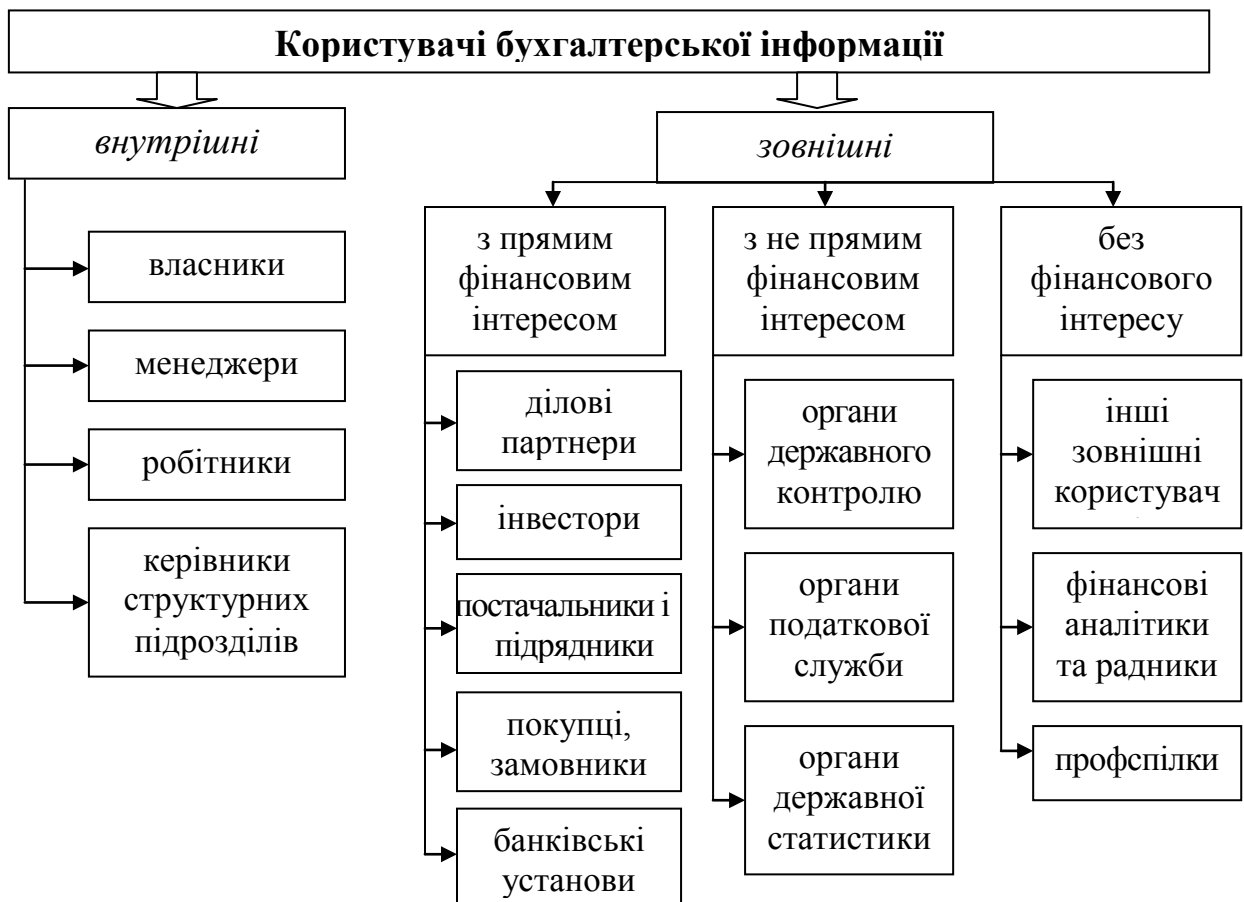 Користувачі бухгалтерської інформації
внутрішні
зовнішні
власники
менеджери
робітники
керівники
структурних
підрозділів
з прямим
фінансовим
інтересом
ділові
партнери
інвестори
постачальники і
підрядники
покупці,
замовники
банківські
установи
з не прямим
фінансовим
інтересом
органи
державного
контролю
органи
податкової
служби
органи
державної
статистики
без
фінансового
інтересу
інші
зовнішні
користувач
фінансові
аналітики
та радники
профспілки